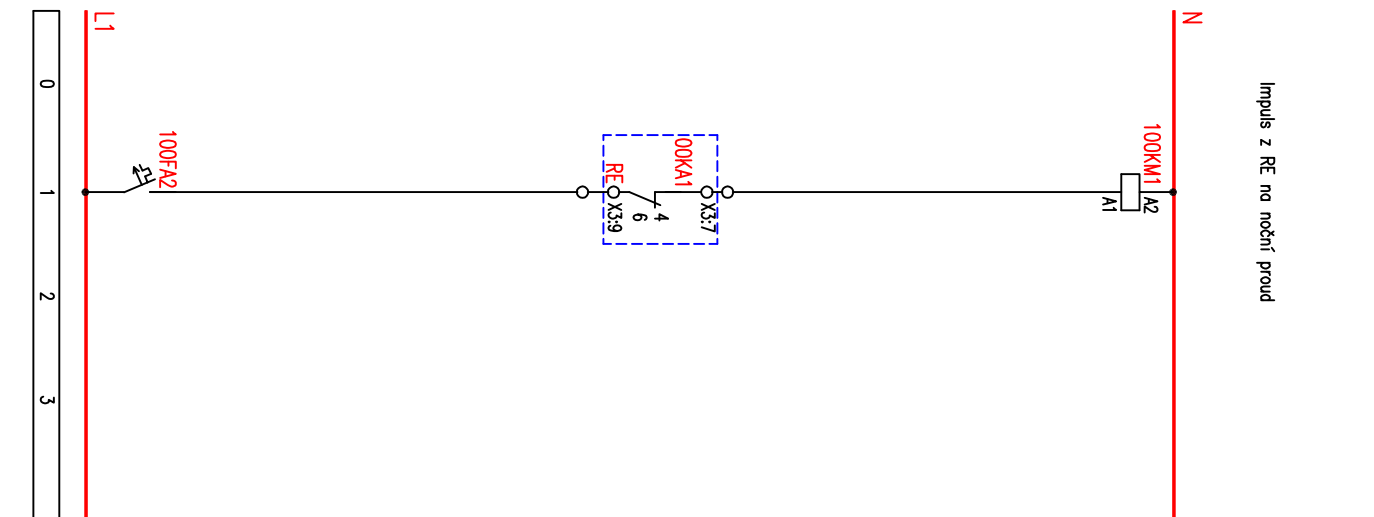 L1
N
0
1
2
3
100FA2
RE
X3:9
6
4
00KA1
X3:7
100KM1
A1
A2
Impuls z RE na noční proud